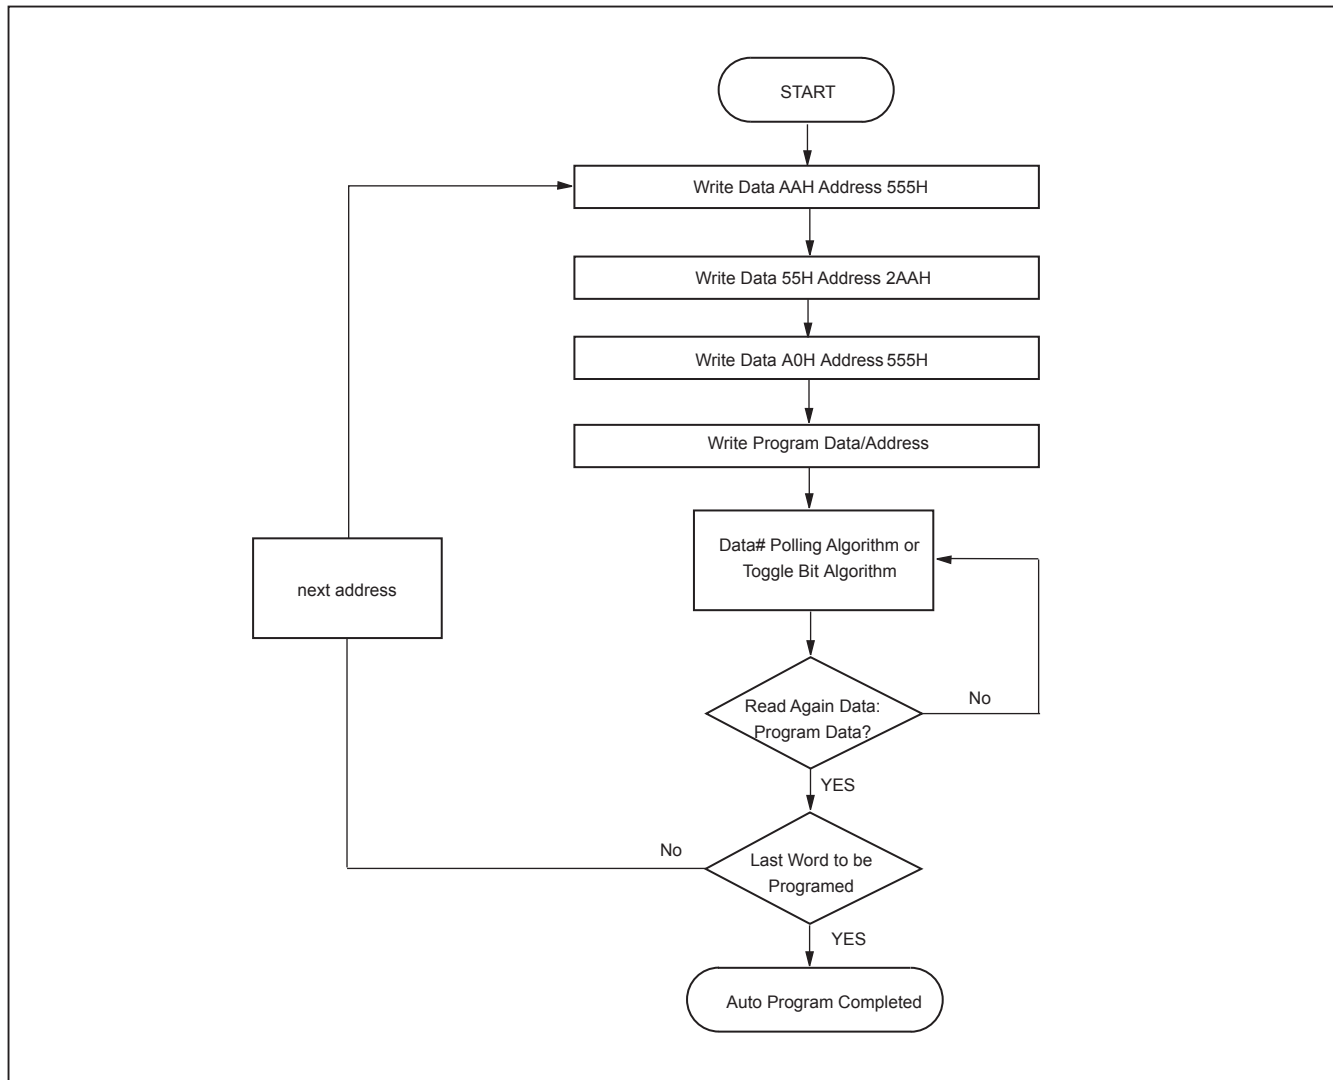 START
Write Data AAH Address 555H
Write Data 55H Address 2AAH
Write Data A0H Address 555H
Write Program Data/Address
Data# Polling Algorithm or
Toggle Bit Algorithm
next address
Read Again Data:
Program Data?
No
YES
No
Last Word to be
Programed
YES
Auto Program Completed